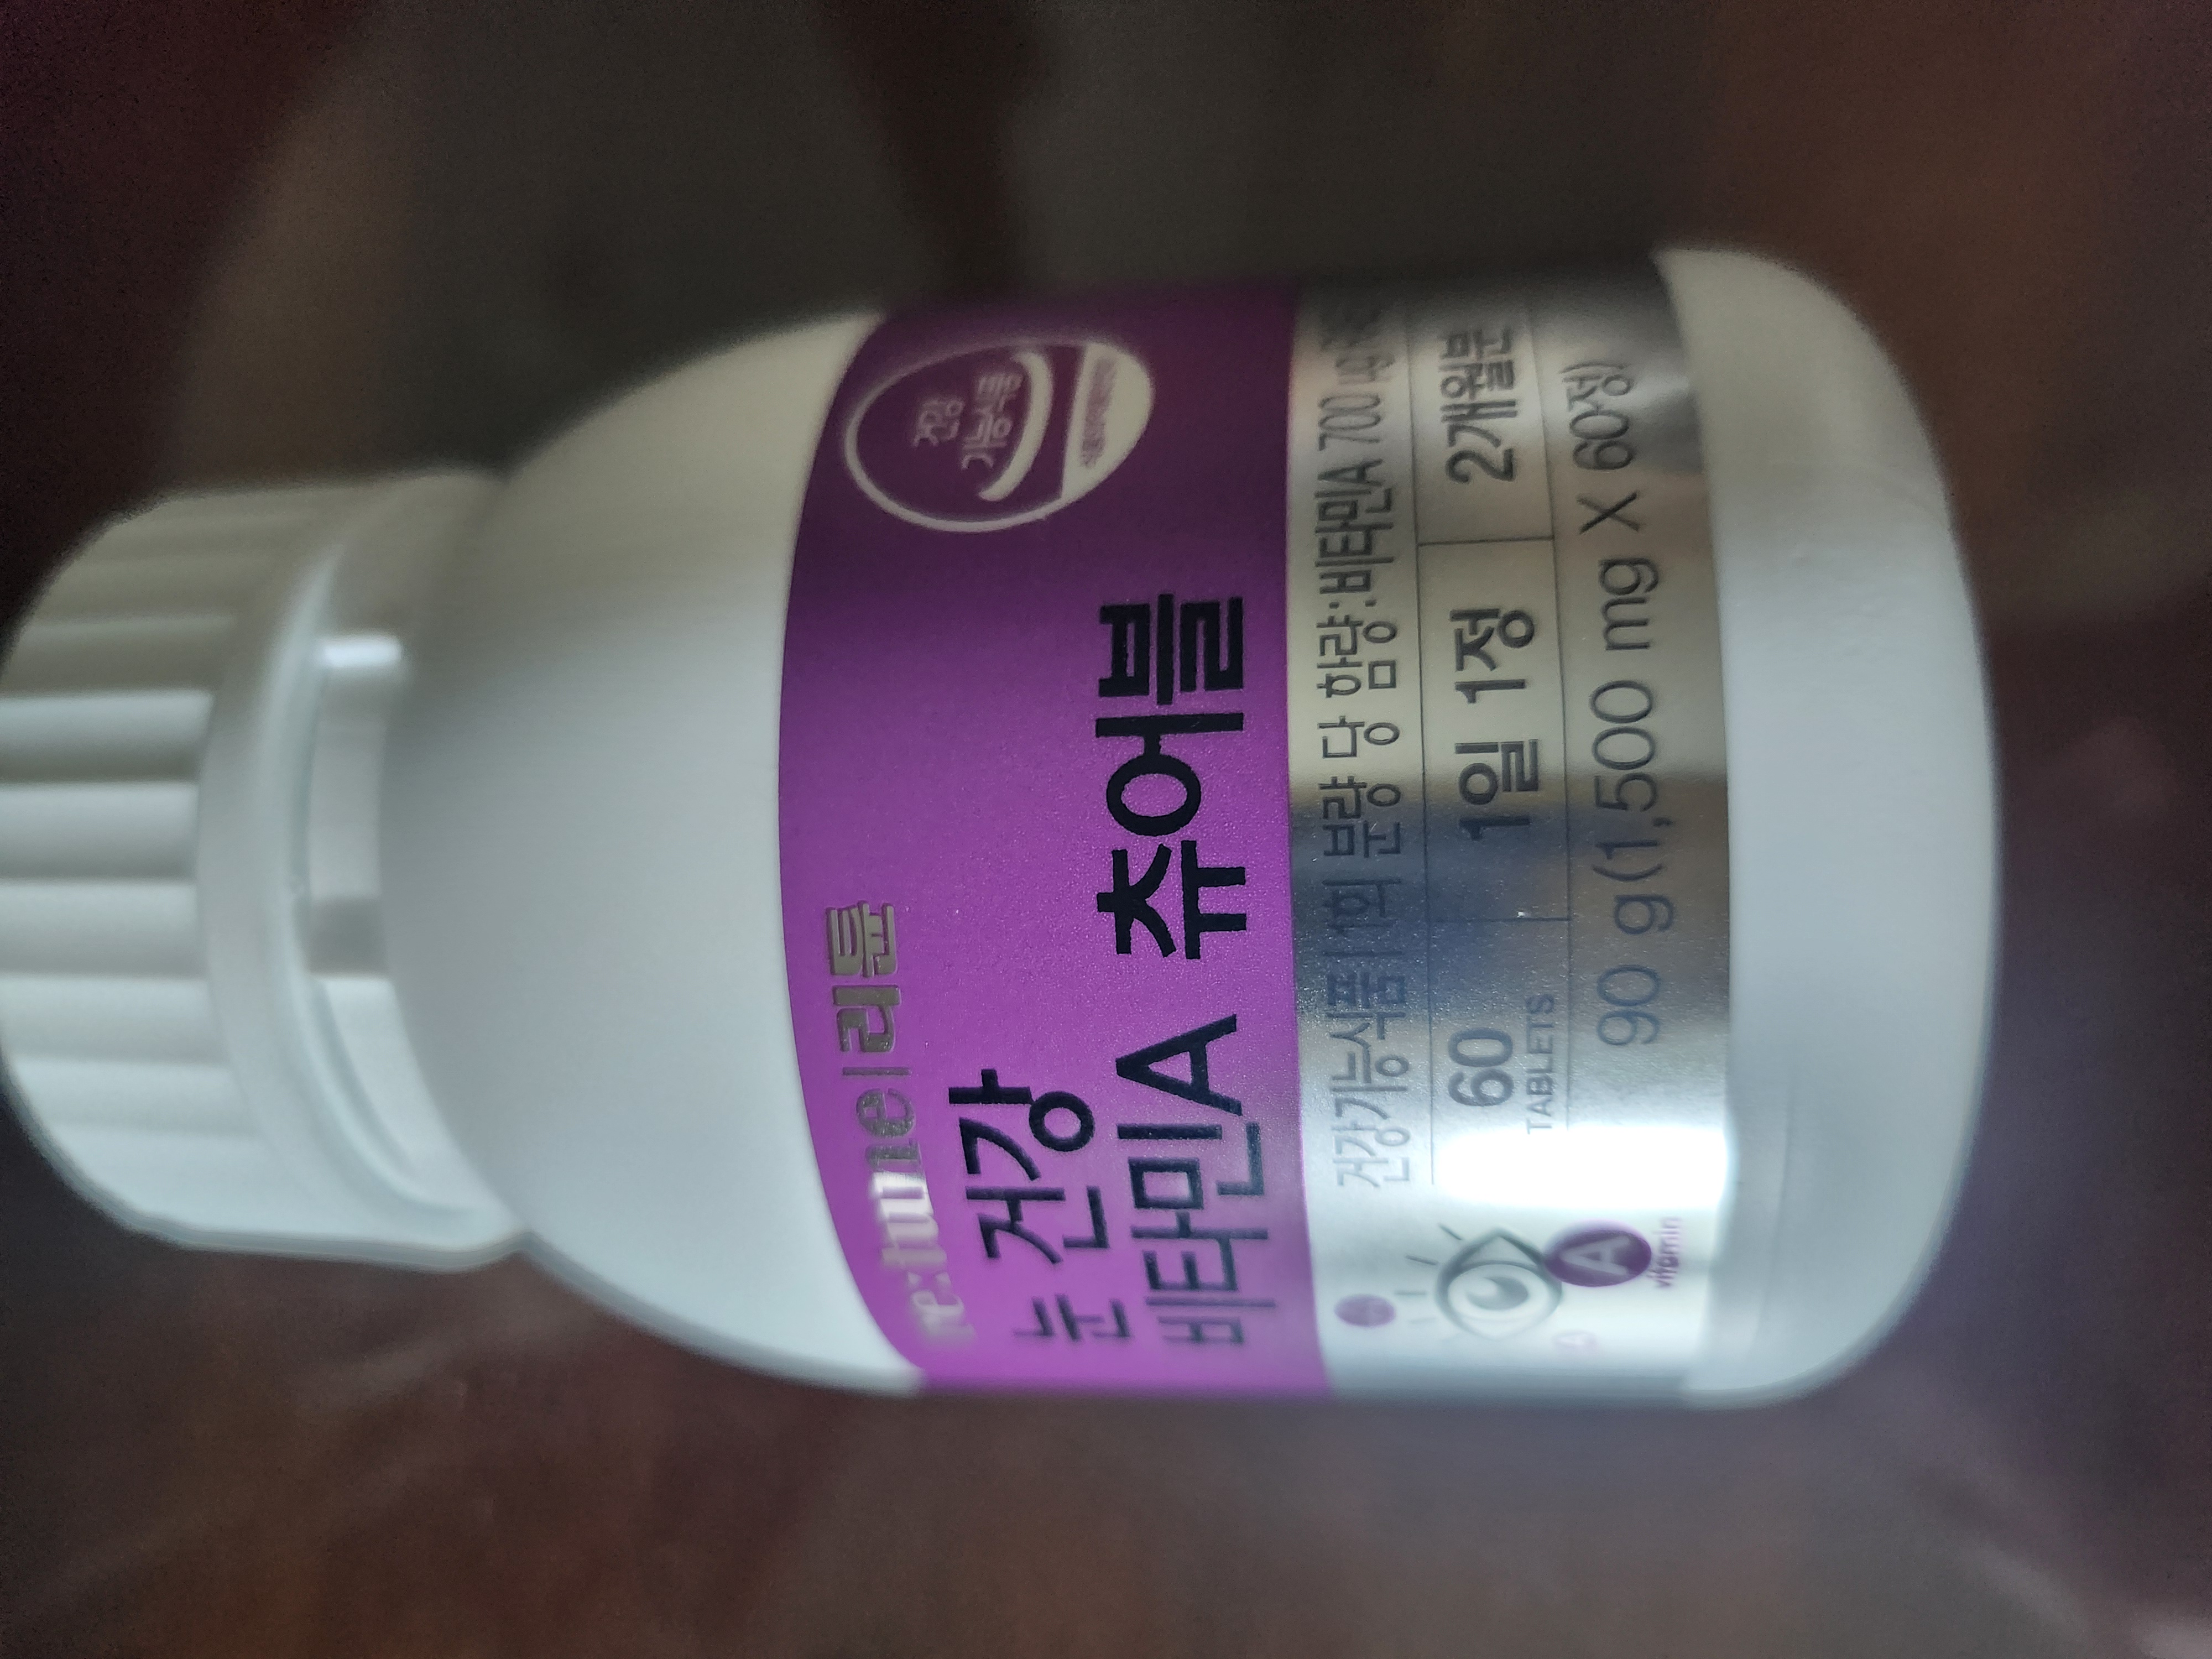 re:tune|리튠
눈 건강
비타민A 츄어블
건강
기능식품
건강기능식품 | 1회 분량 당 함량:비타민A 700 μg
60
TABLETS
1일 1정
2개월분
90 g(1,500 mg X 60정)
A
vitamin